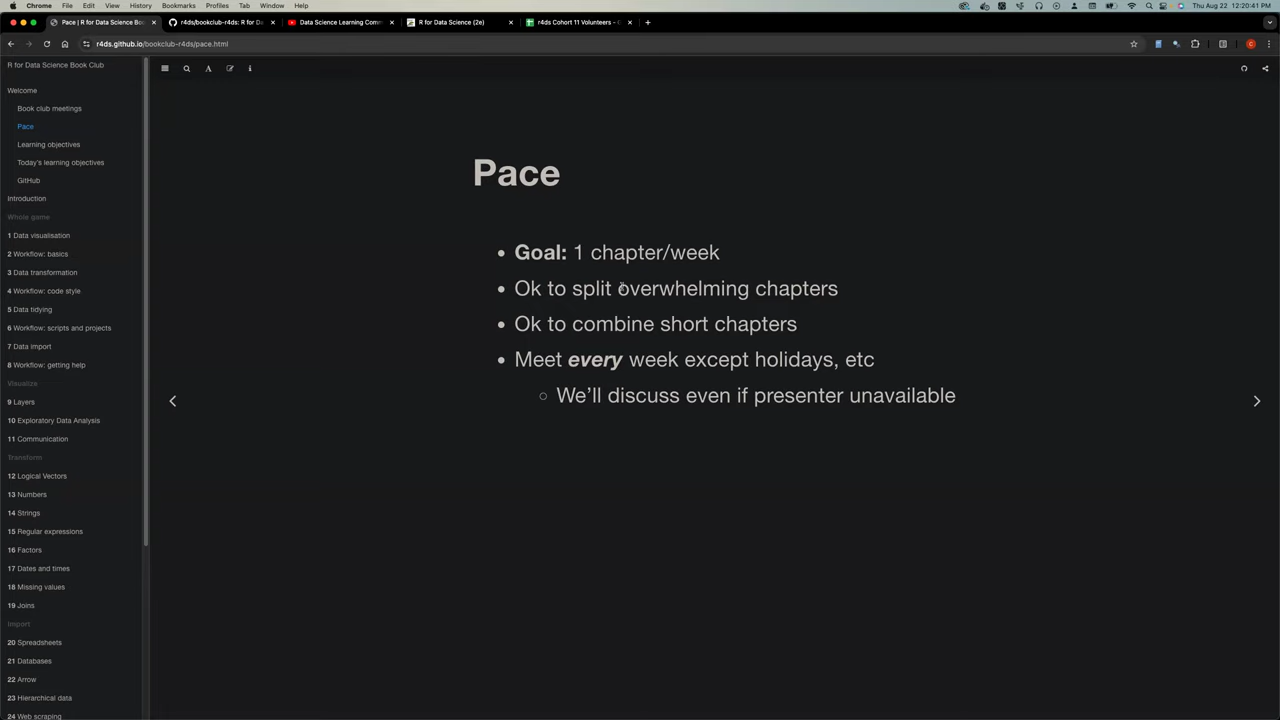 Chrome File Edit View History Bookmarks Profiles Tab Window Help Thu Aug 22 12:20:41 PM
Pace | R for Data Science Boo
r4ds/bookclub-r4ds: R for Da
Data Science Learning Comm
R for Data Science (2e)
r4ds Cohort 11 Volunteers - G
r4ds.github.io/bookclub-r4ds/pace.html
R for Data Science Book Club
Welcome
Book club meetings
Pace
Learning objectives
Today's learning objectives
GitHub
Introduction
Whole game
1 Data visualisation
2 Workflow: basics
3 Data transformation
4 Workflow: code style
5 Data tidying
6 Workflow: scripts and projects
7 Data import
8 Workflow: getting help
Visualize
9 Layers
10 Exploratory Data Analysis
11 Communication
Transform
12 Logical Vectors
13 Numbers
14 Strings
15 Regular expressions
16 Factors
17 Dates and times
18 Missing values
19 Joins
Import
20 Spreadsheets
21 Databases
22 Arrow
23 Hierarchical data
24 Web scraping
Pace
• Goal: 1 chapter/week
• Ok to split overwhelming chapters
• Ok to combine short chapters
• Meet every week except holidays, etc
○ We'll discuss even if presenter unavailable